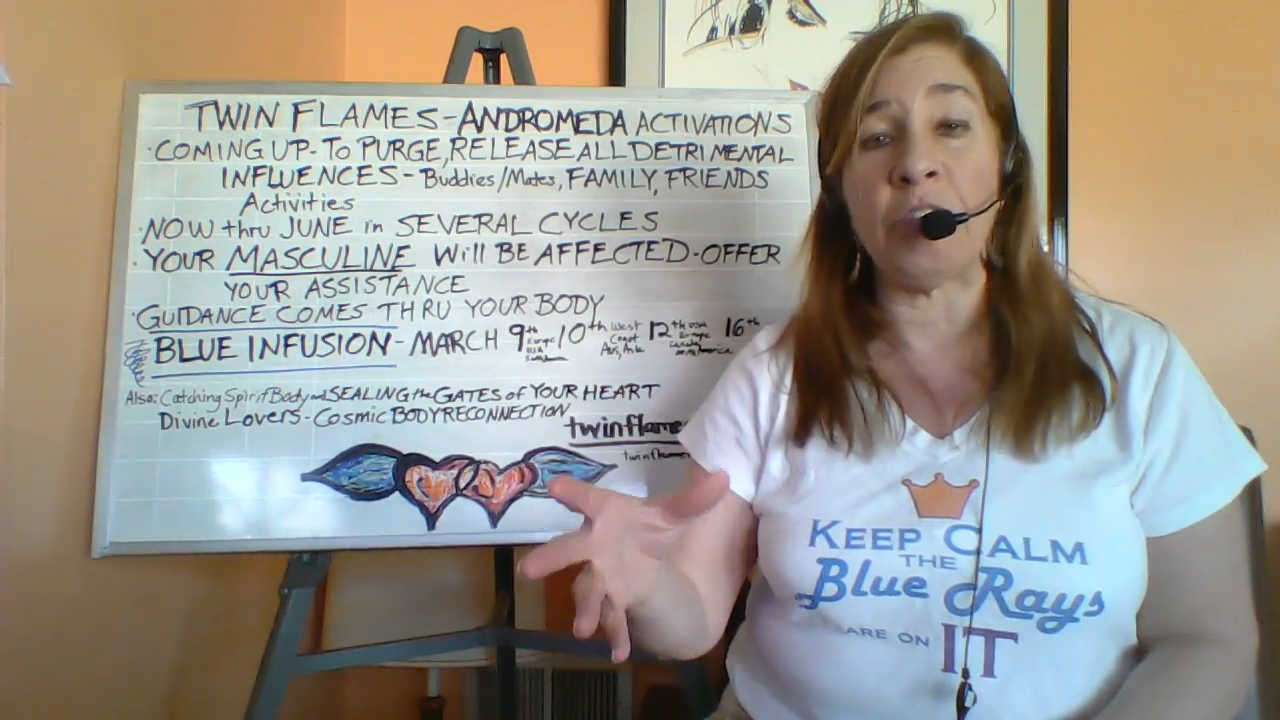 TWIN FLAMES-ANDROMEDA ACTIVATIONS
·COMING UP-TO PURGE, RELEASE ALL DETRIMENTAL
INFLUENCES-Buddies/Mates, FAMILY, FRIENDS
Activities
·NOW thru JUNE in SEVERAL CYCLES
·YOUR MASCULINE Will BE AFFECTED-OFFER
YOUR ASSISTANCE
·GUIDANCE COMES THRU YOUR BODY
BLUE INFUSION-MARCH 9th 10th West Coast 12th 16th
Also: Catching Spirit Body and SEALING the GATES of YOUR HEART
Divine Lovers-Cosmic BODY RECONNECTION
twinflame
KEEP CALM
THE
Blue Rays
ARE ON IT